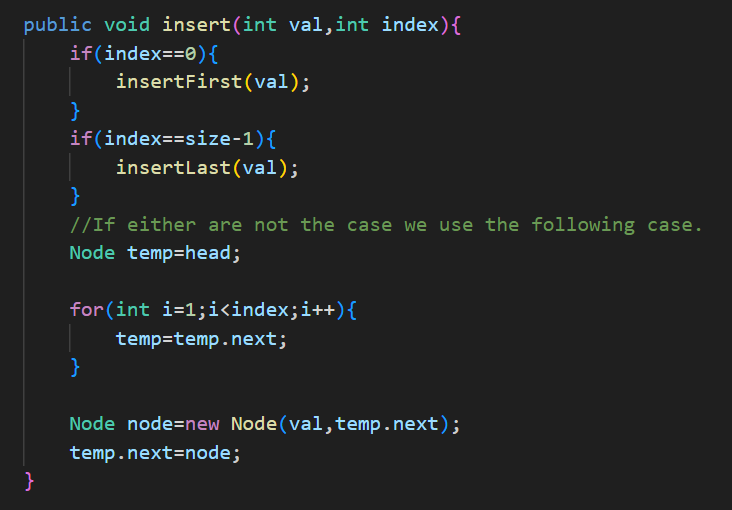 public void insert(int val,int index){
    if(index==0){
        insertFirst(val);
    }
    if(index==size-1){
        insertLast(val);
    }
    //If either are not the case we use the following case.
    Node temp=head;

    for(int i=1;i<index;i++){
        temp=temp.next;
    }

    Node node=new Node(val,temp.next);
    temp.next=node;
}